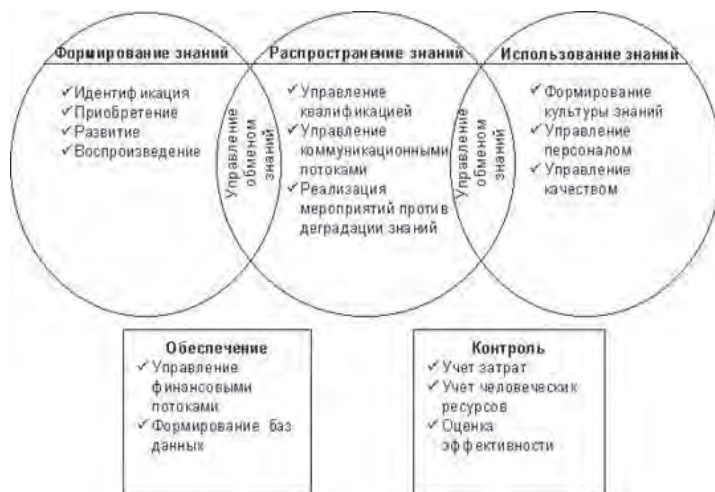 Формирование знаний
✓ Идентификация
✓ Приобретение
✓ Развитие
✓ Воспроизведение
Управление
обменом
знаний
Распространение знаний
✓ Управление
квалификацией
✓ Управление
коммуникационными
потоками
✓ Реализация
мероприятий против
деградации знаний
Управление
обменом
знаний
Использование знаний
✓ Формирование
культуры знаний
✓ Управление
персоналом
✓ Управление
качеством
Обеспечение
✓ Управление
финансовыми
потоками
✓ Формирование баз
данных
Контроль
✓ Учет затрат
✓ Учет человеческих
ресурсов
✓ Оценка
эффективности